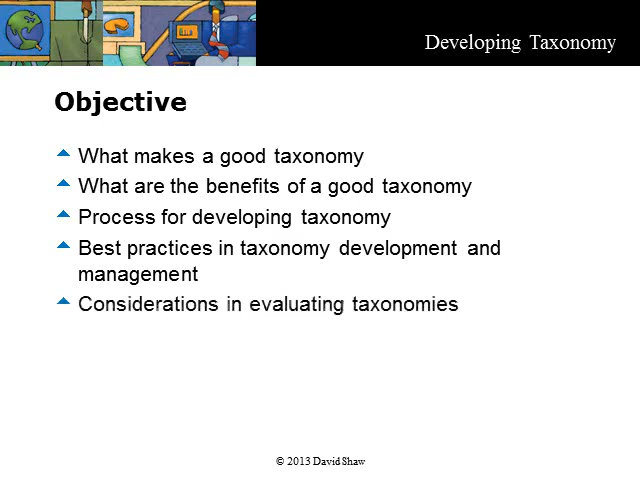 Developing Taxonomy
Objective
What makes a good taxonomy
What are the benefits of a good taxonomy
Process for developing taxonomy
Best practices in taxonomy development and
management
Considerations in evaluating taxonomies
© 2013 David Shaw